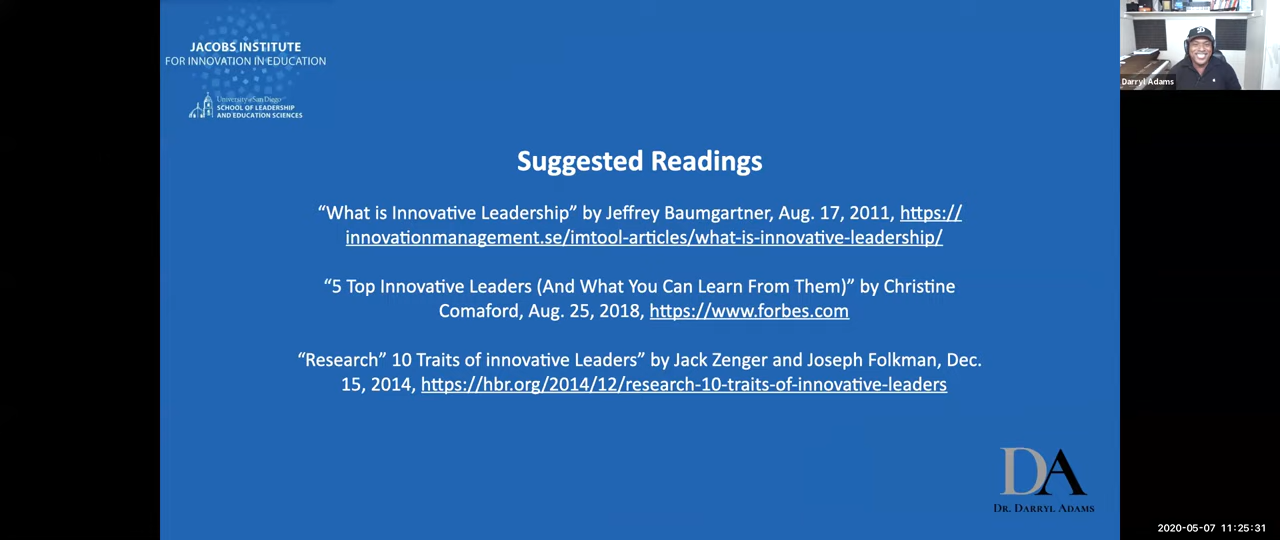 JACOBS INSTITUTE
FOR INNOVATION IN EDUCATION
University of San Diego
SCHOOL OF LEADERSHIP
AND EDUCATION SCIENCES
Darryl Adams
Suggested Readings
“What is Innovative Leadership” by Jeffrey Baumgartner, Aug. 17, 2011, https://
innovationmanagement.se/imtool-articles/what-is-innovative-leadership/
“5 Top Innovative Leaders (And What You Can Learn From Them)” by Christine
Comaford, Aug. 25, 2018, https://www.forbes.com
“Research” 10 Traits of innovative Leaders” by Jack Zenger and Joseph Folkman, Dec.
15, 2014, https://hbr.org/2014/12/research-10-traits-of-innovative-leaders
DA
DR. DARRYL ADAMS
2020-05-07 11:25:31